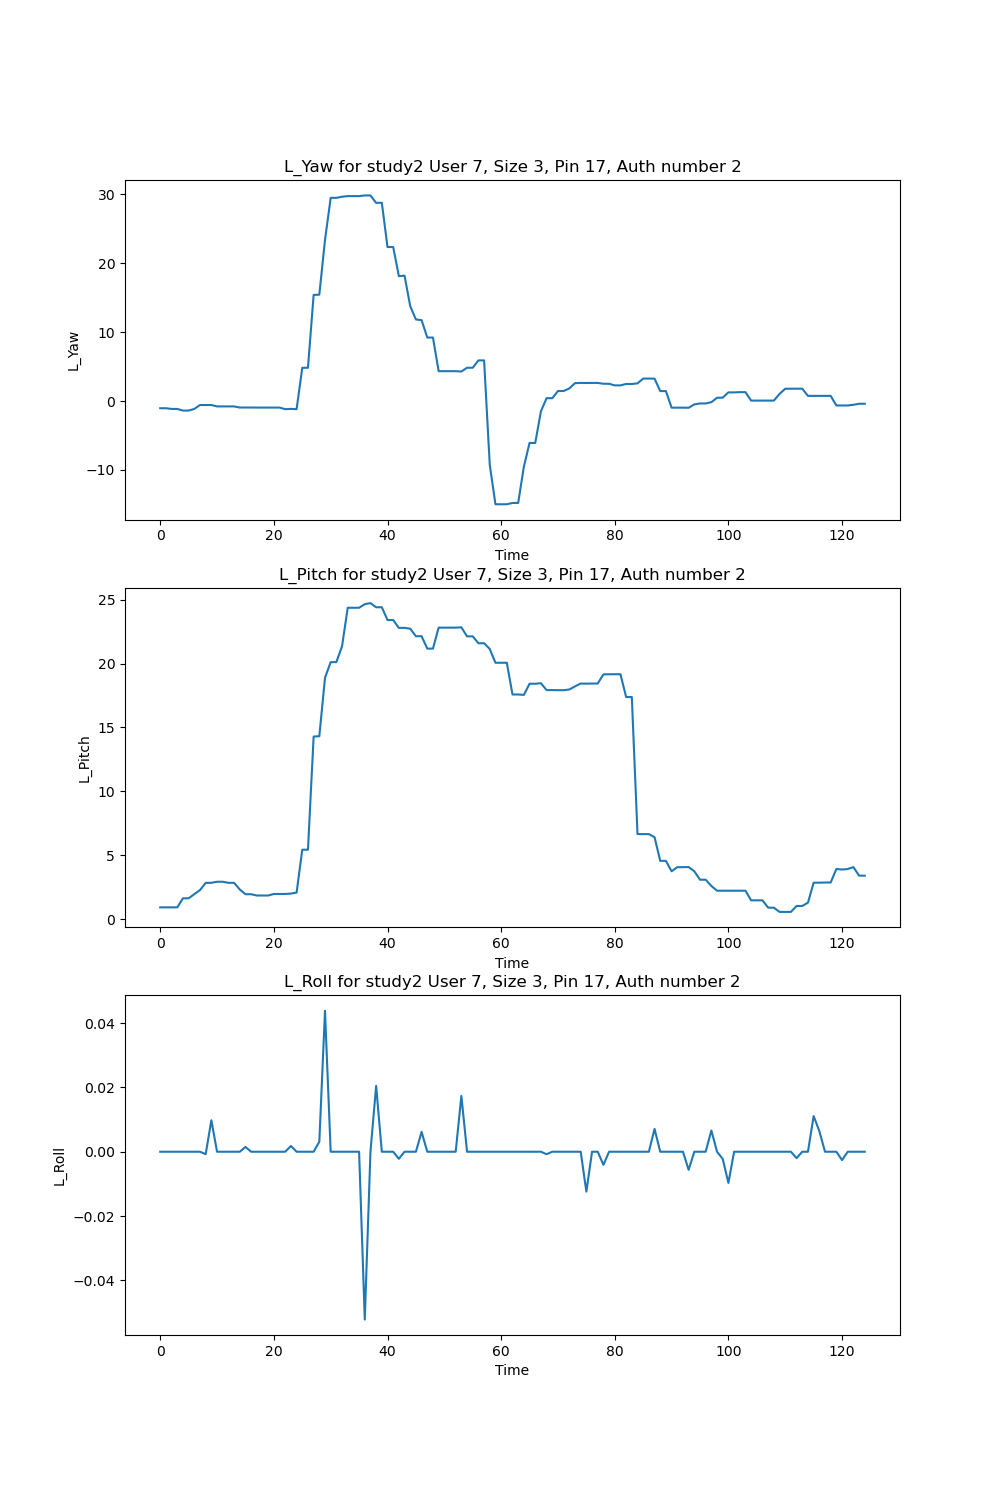 L_Yaw for study2 User 7, Size 3, Pin 17, Auth number 2
30
20
10
0
−10
L_Yaw
0 20 40 60 80 100 120
Time
L_Pitch for study2 User 7, Size 3, Pin 17, Auth number 2
25
20
15
10
5
0
L_Pitch
0 20 40 60 80 100 120
Time
L_Roll for study2 User 7, Size 3, Pin 17, Auth number 2
0.04
0.02
0.00
−0.02
−0.04
L_Roll
0 20 40 60 80 100 120
Time